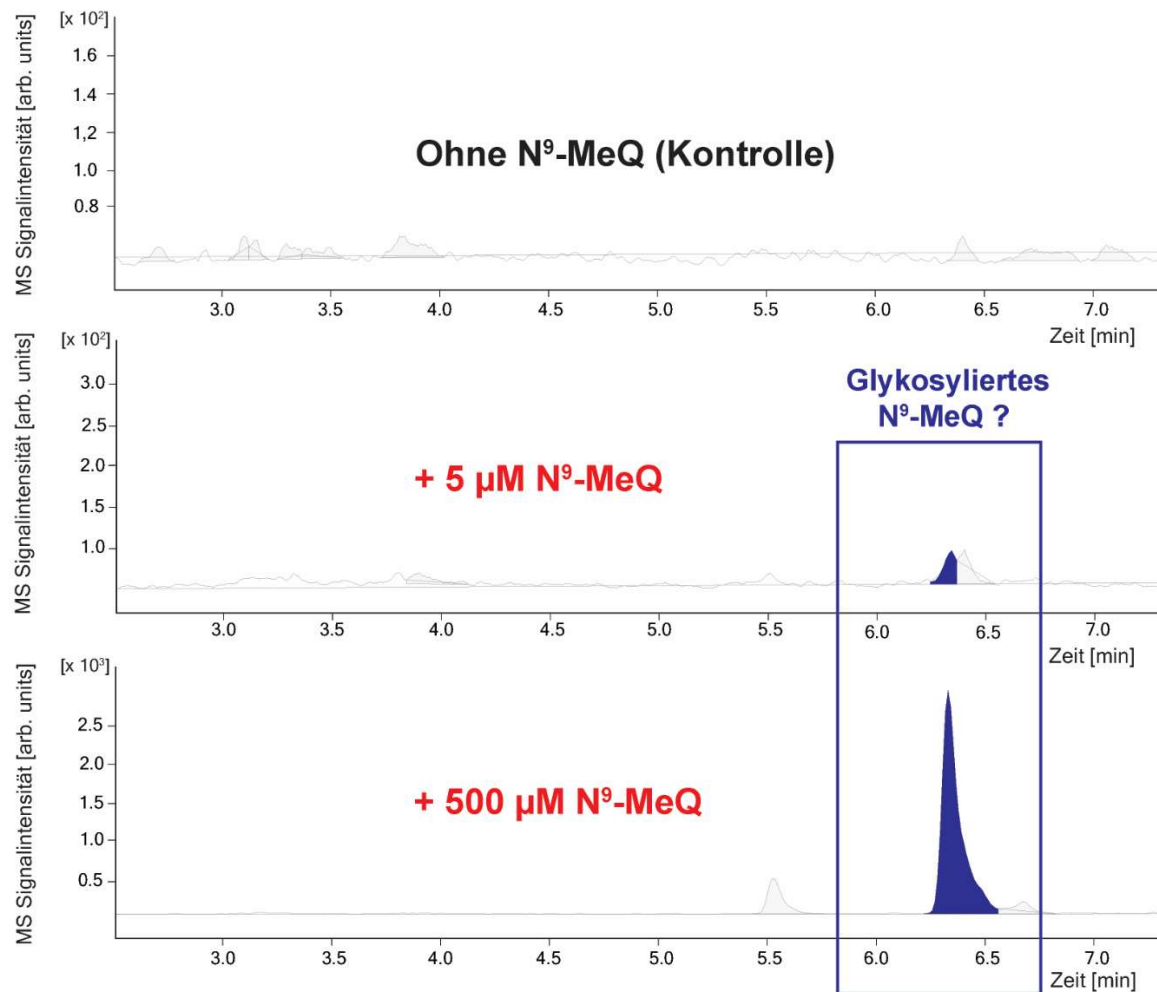 [x 10²]
MS Signalintensität [arb. units]
1.6
1.4
1,2
1.0
0.8
Ohne N⁹-MeQ (Kontrolle)
3.0 3.5 4.0 4.5 5.0 5.5 6.0 6.5 7.0
Zeit [min]
[x 10²]
MS Signalintensität [arb. units]
3.0
2.5
2.0
1.5
1.0
Glykosyliertes
N⁹-MeQ ?
+ 5 µM N⁹-MeQ
3.0 3.5 4.0 4.5 5.0 5.5 6.0 6.5 7.0
Zeit [min]
[x 10³]
MS Signalintensität [arb. units]
2.5
2.0
1.5
1.0
0.5
+ 500 µM N⁹-MeQ
3.0 3.5 4.0 4.5 5.0 5.5 6.0 6.5 7.0
Zeit [min]